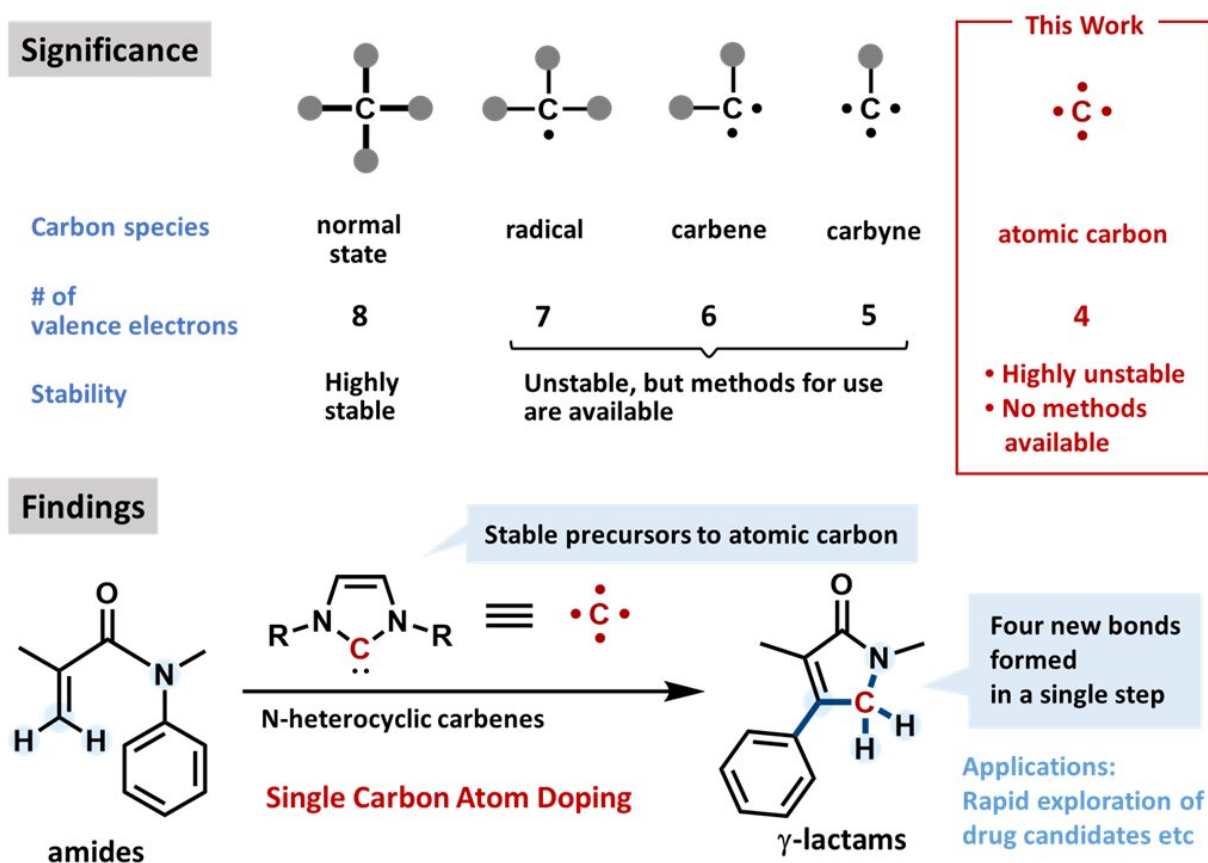 Significance
This Work
C
C
C
C
C
Carbon species
normal
state
radical
carbene
carbyne
atomic carbon
# of
valence electrons
8
7
6
5
4
Stability
Highly
stable
Unstable, but methods for use
are available
• Highly unstable
• No methods
available
Findings
Stable precursors to atomic carbon
O
N
H
H
amides
R
N
N
R
C
C
N-heterocyclic carbenes
Single Carbon Atom Doping
O
N
C
H
H
γ-lactams
Four new bonds
formed
in a single step
Applications:
Rapid exploration of
drug candidates etc